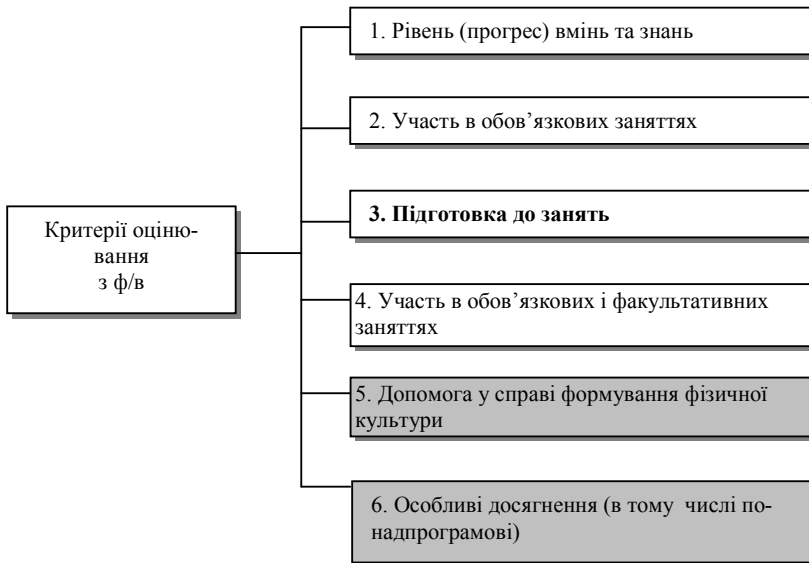 1. Рівень (прогрес) вмінь та знань
2. Участь в обов’язкових заняттях
3. Підготовка до занять
Критерії оціню-
вання
з ф/в
4. Участь в обов’язкових і факультативних
заняттях
5. Допомога у справі формування фізичної
культури
6. Особливі досягнення (в тому числі по-
надпрограмові)